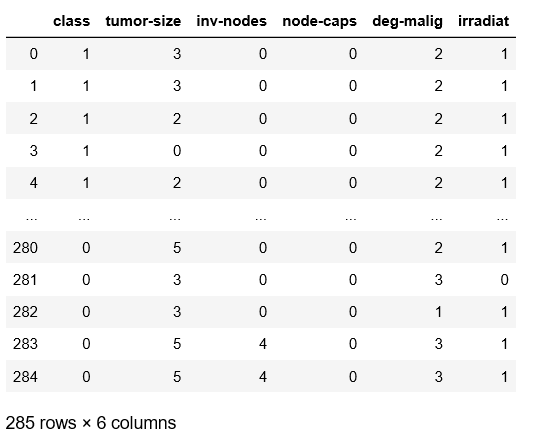 class tumor-size inv-nodes node-caps deg-malig irradiat
0 1 3 0 0 2 1
1 1 3 0 0 2 1
2 1 2 0 0 2 1
3 1 0 0 0 2 1
4 1 2 0 0 2 1
... ... ... ... ... ... ...
280 0 5 0 0 2 1
281 0 3 0 0 3 0
282 0 3 0 0 1 1
283 0 5 4 0 3 1
284 0 5 4 0 3 1
285 rows × 6 columns